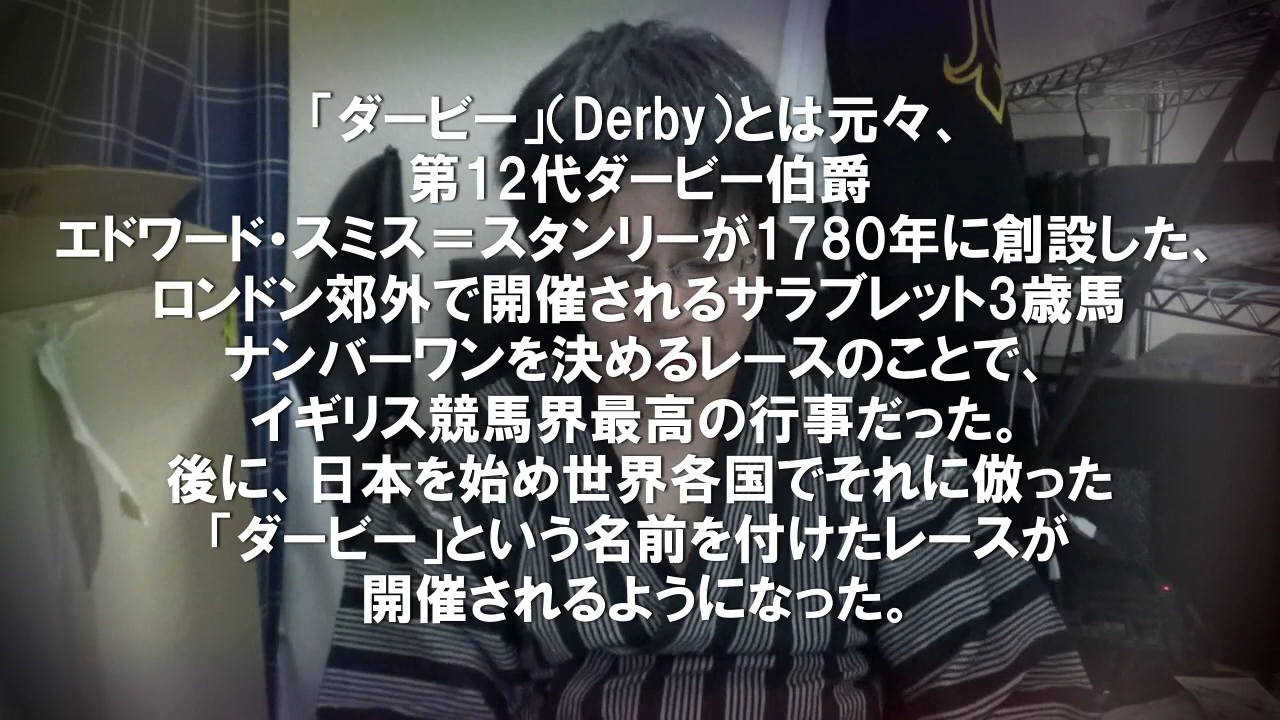 「ダービー」(Derby)とは元々、
第12代ダービー伯爵
エドワード・スミス＝スタンリーが1780年に創設した、
ロンドン郊外で開催されるサラブレット3歳馬
ナンバーワンを決めるレースのことで、
イギリス競馬界最高の行事だった。
後に、日本を始め世界各国でそれに倣った
「ダービー」という名前を付けたレースが
開催されるようになった。